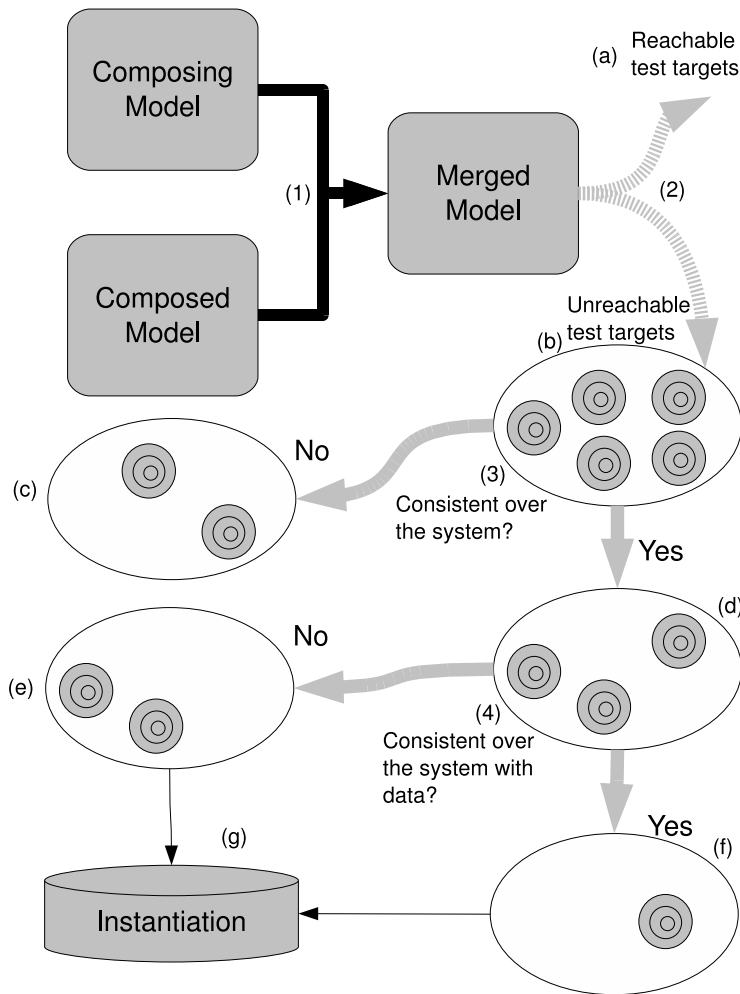 Composing
Model
(a)
Reachable
test targets
(1)
Merged
Model
(2)
Composed
Model
Unreachable
test targets
(b)
No
(c)
(3)
Consistent over
the system?
Yes
(d)
No
(e)
(4)
Consistent over
the system with
data?
Yes
(f)
(g)
Instantiation